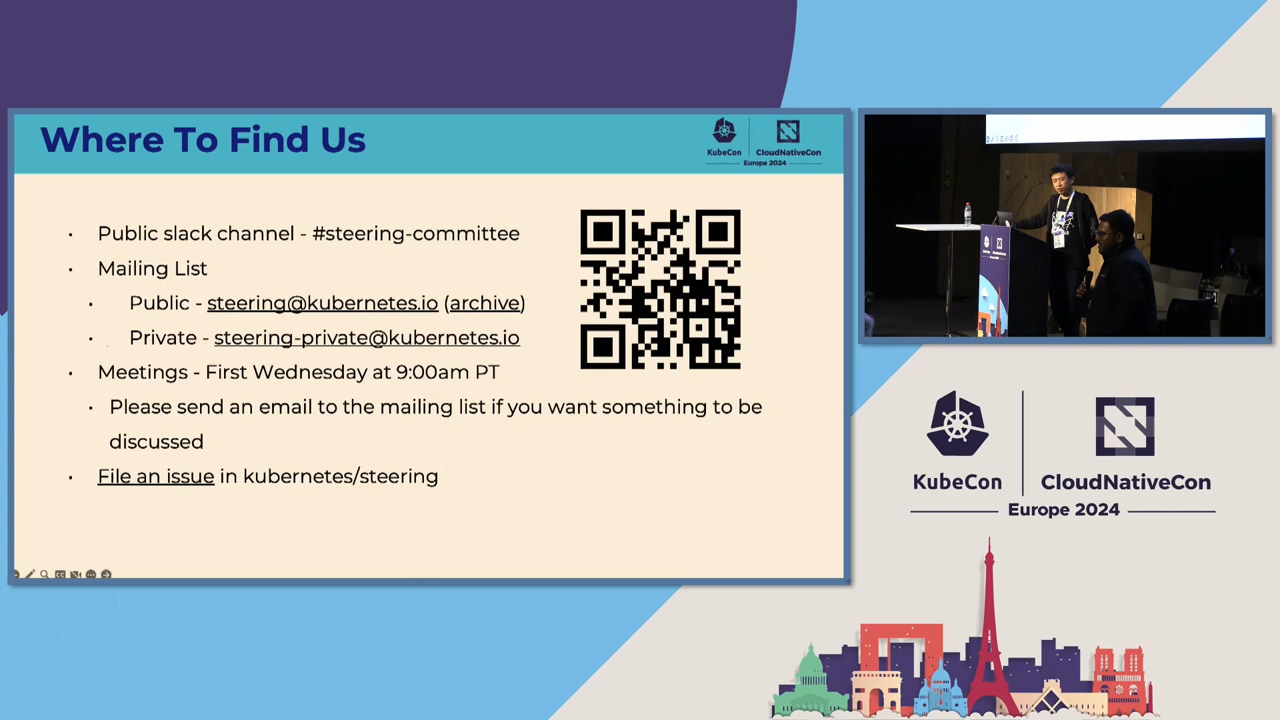 Where To Find Us
KubeCon
CloudNativeCon
Europe 2024
• Public slack channel - #steering-committee
• Mailing List
• Public - steering@kubernetes.io (archive)
• Private - steering-private@kubernetes.io
• Meetings - First Wednesday at 9:00am PT
• Please send an email to the mailing list if you want something to be
discussed
• File an issue in kubernetes/steering
KubeCon
CloudNativeCon
Europe 2024